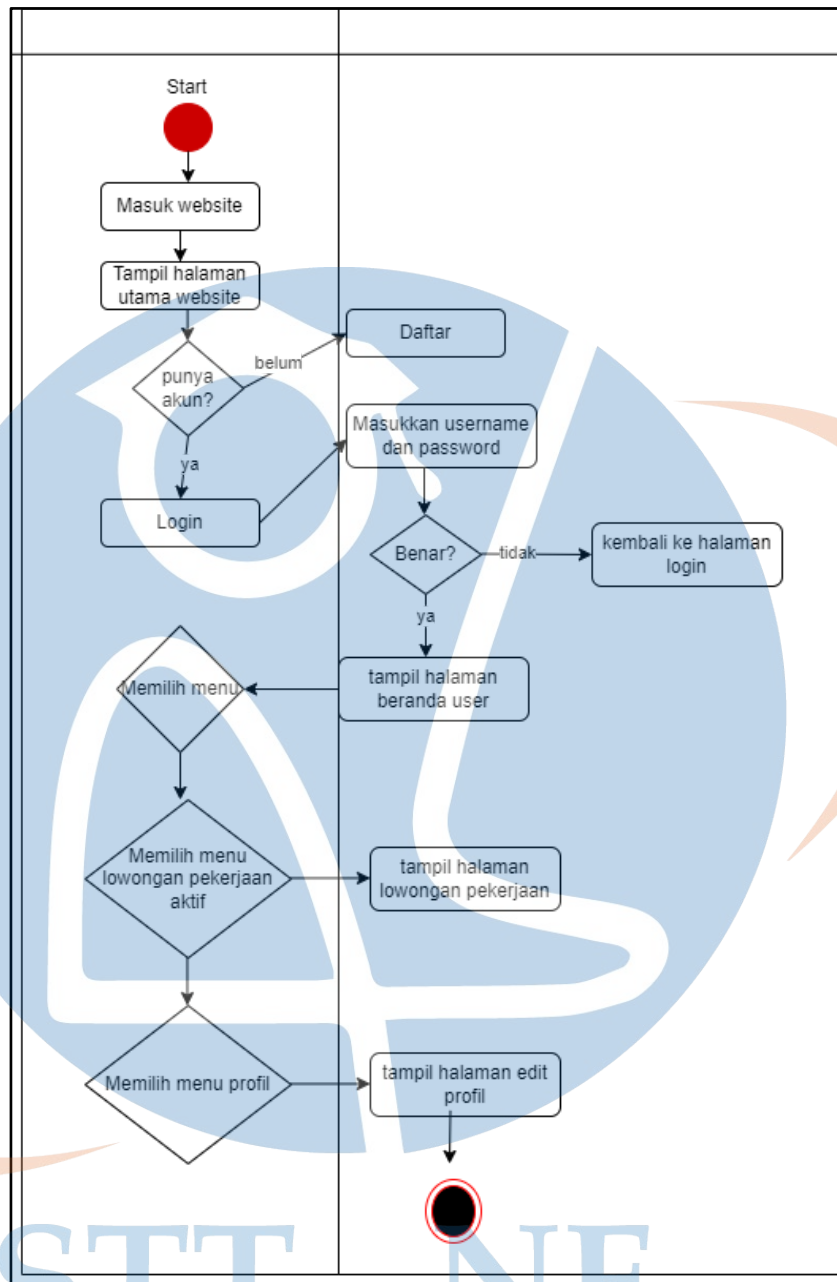 Start
Masuk website
Tampil halaman
utama website
punya
akun?
belum
Daftar
ya
Login
Masukkan username
dan password
Benar?
tidak
kembali ke halaman
login
ya
tampil halaman
beranda user
Memilih menu
Memilih menu
lowongan pekerjaan
aktif
tampil halaman
lowongan pekerjaan
Memilih menu profil
tampil halaman edit
profil
STT - NF